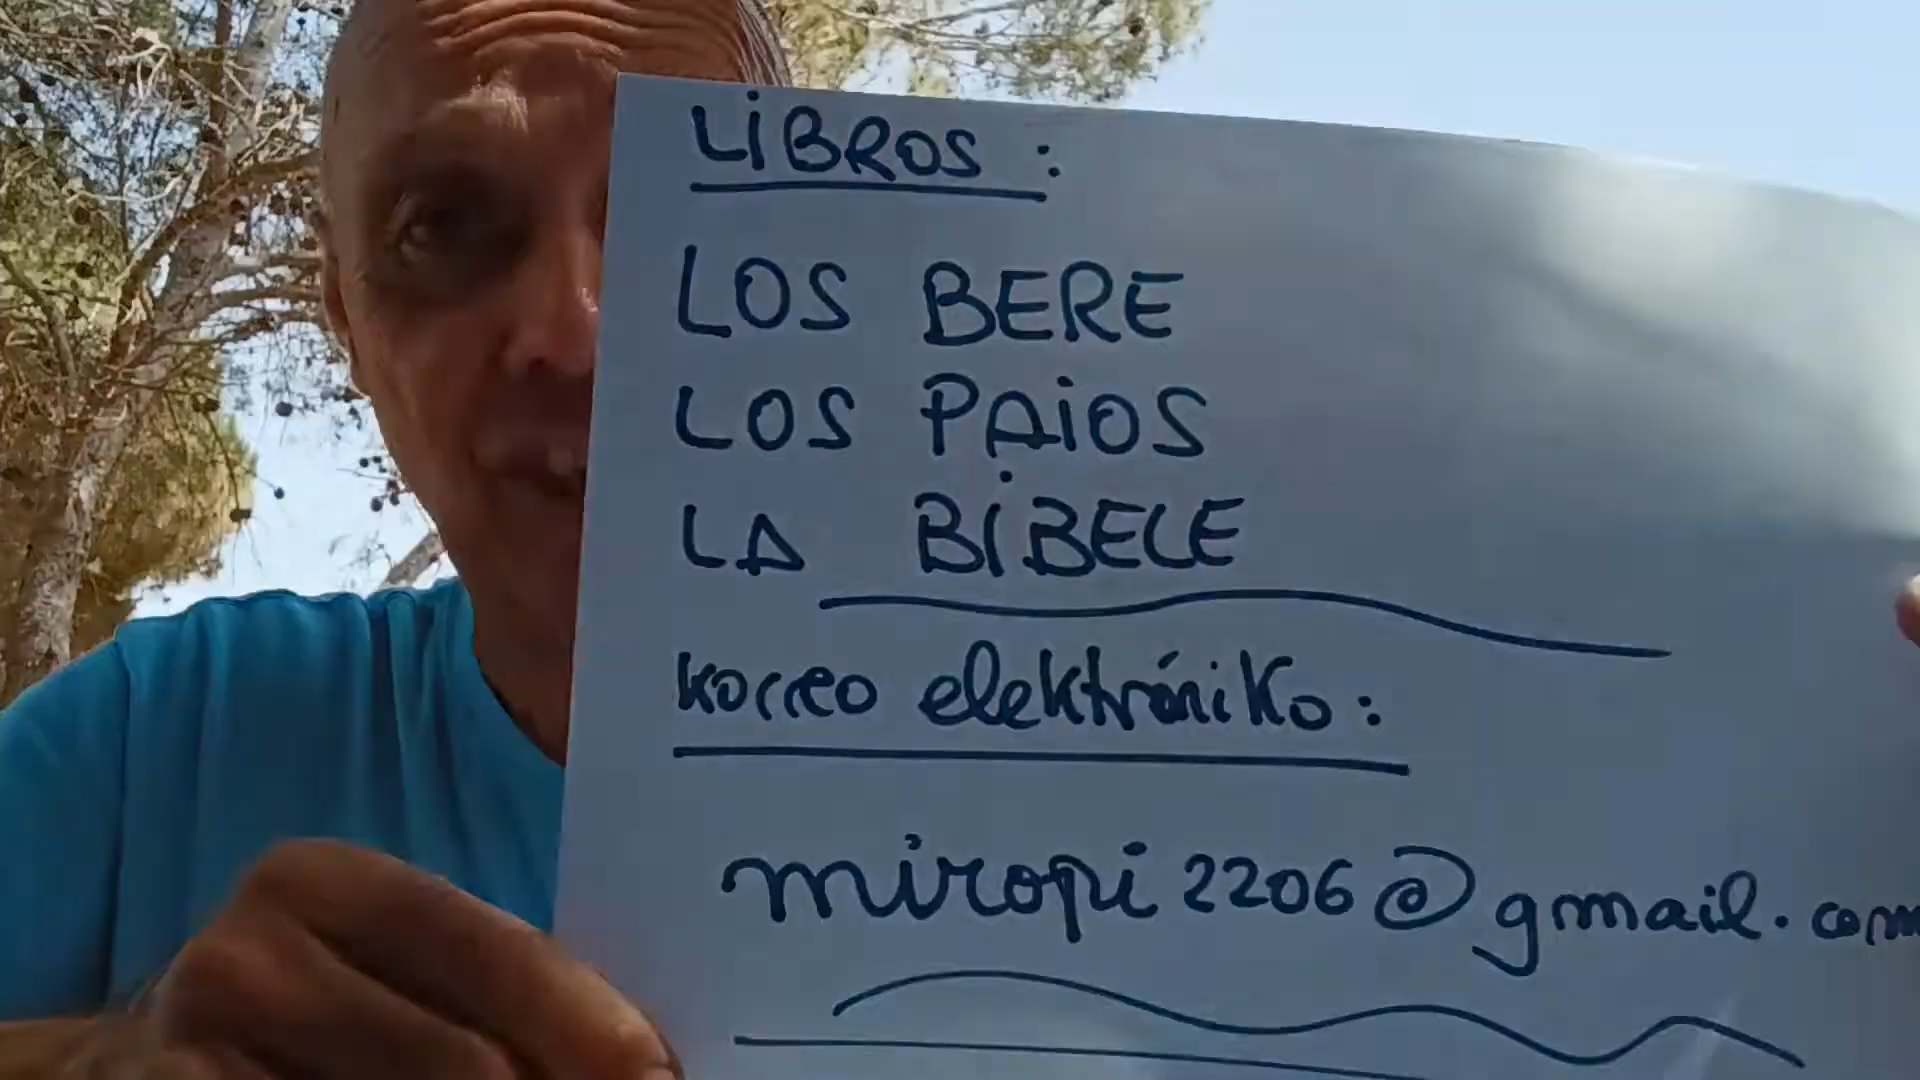 LIBROS :
LOS BERE
LOS PAIOS
LA BIBELE
korreo elektróniko :
miropi2206@gmail.com